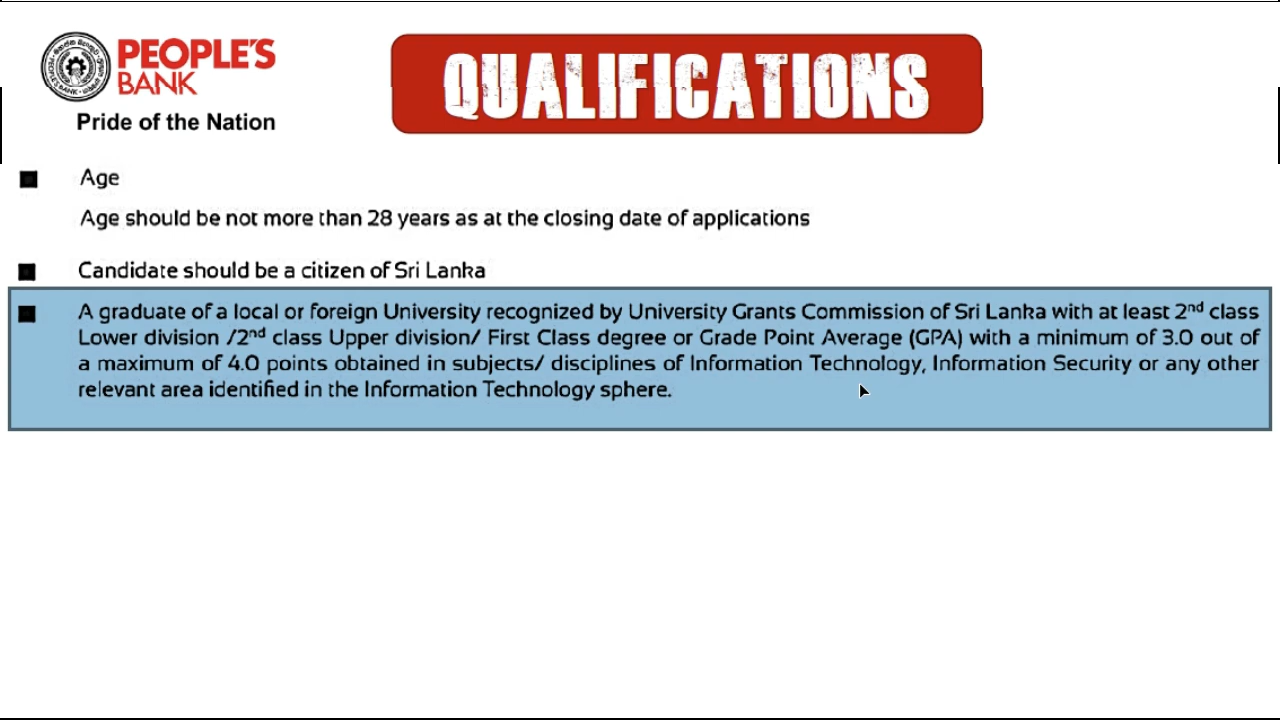 PEOPLE'S
BANK
Pride of the Nation
QUALIFICATIONS
Age
Age should be not more than 28 years as at the closing date of applications
Candidate should be a citizen of Sri Lanka
A graduate of a local or foreign University recognized by University Grants Commission of Sri Lanka with at least 2nd class
Lower division /2nd class Upper division/ First Class degree or Grade Point Average (GPA) with a minimum of 3.0 out of
a maximum of 4.0 points obtained in subjects/ disciplines of Information Technology, Information Security or any other
relevant area identified in the Information Technology sphere.